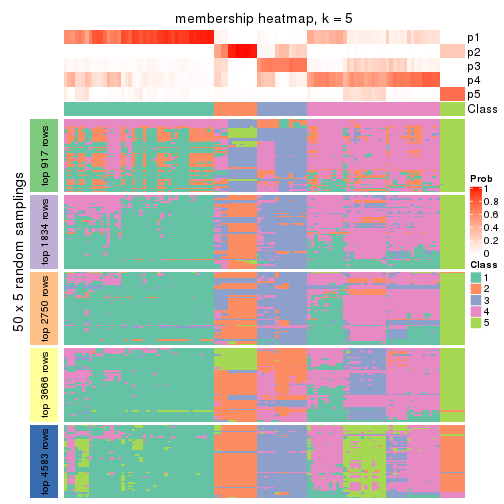 membership heatmap, k = 5
p1
p2
p3
p4
p5
Class
50 x 5 random samplings
top 917 rows
top 1834 rows
top 2750 rows
top 3666 rows
top 4583 rows
Prob
1
0.8
0.6
0.4
0.2
0
Class
1
2
3
4
5